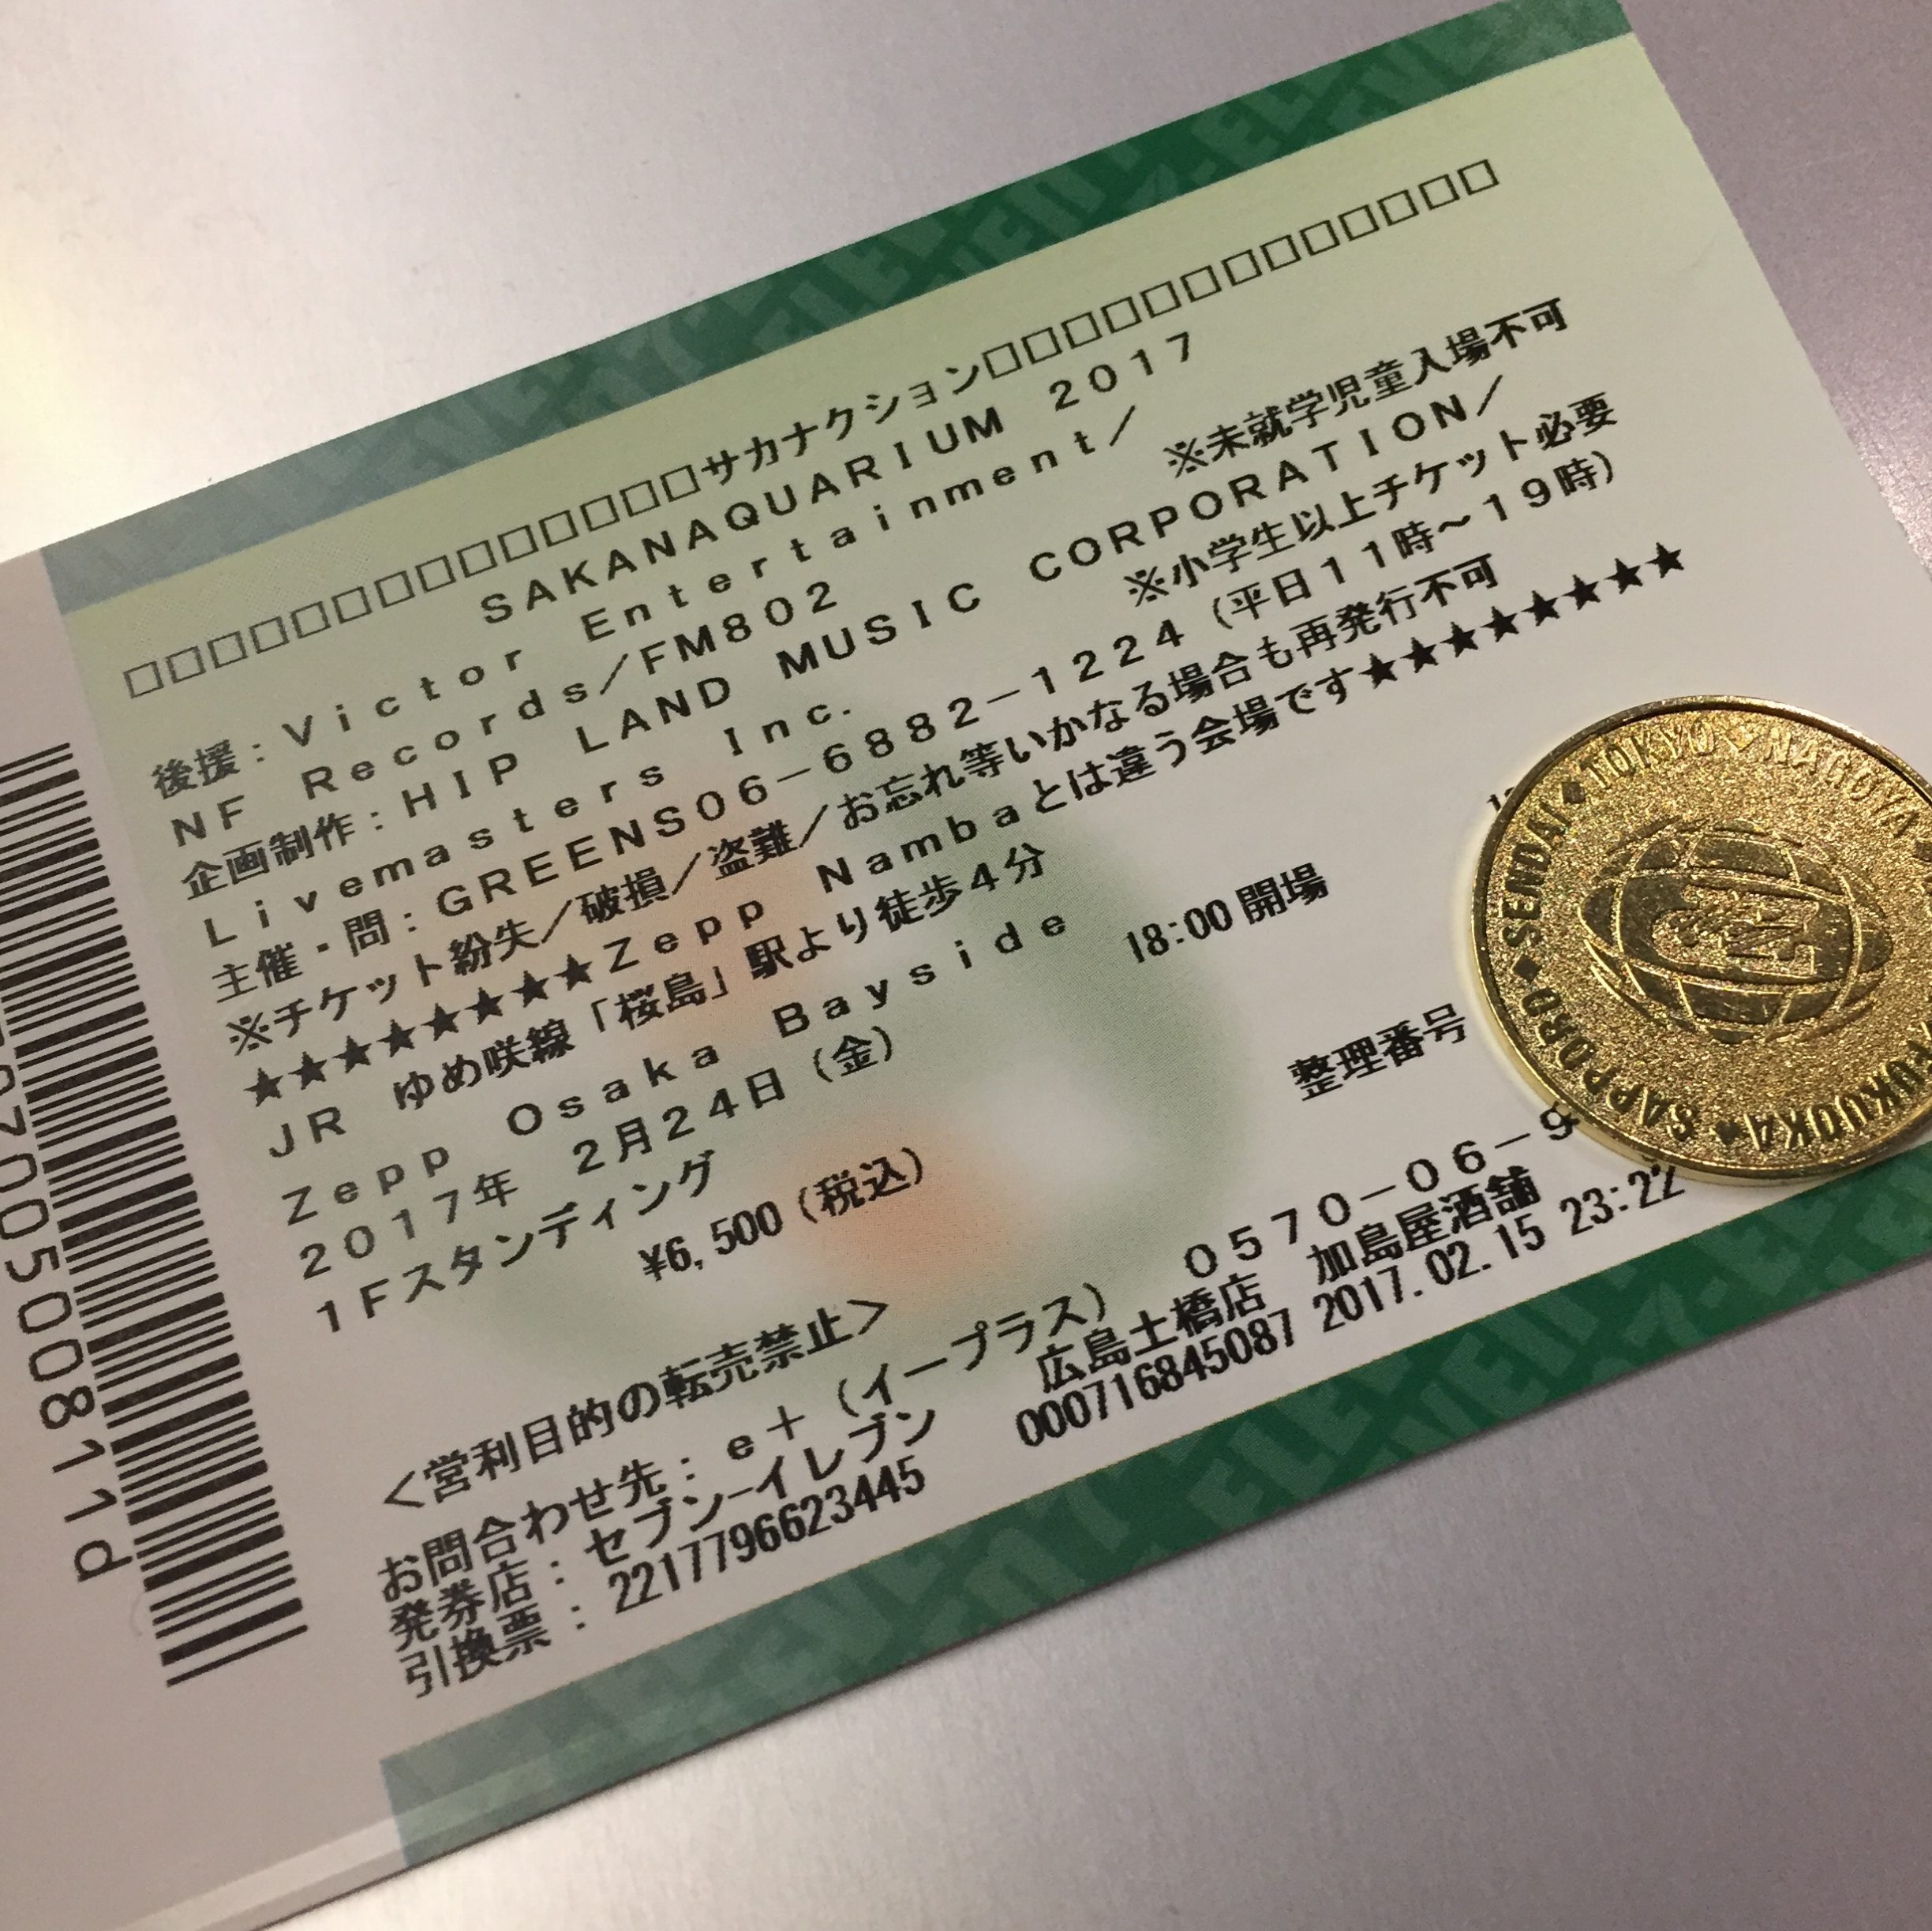 □□□□□□□□□□□□□□サカナクション□□□□□□□□□□□□□
SAKANAQUARIUM 2017
後援：Victor Entertainment／
NF Records／FM802
※未就学児童入場不可
企画制作：HIP LAND MUSIC CORPORATION／
Livemasters Inc.
※小学生以上チケット必要
主催・問：GREENS06－6882－1224（平日11時～19時）
※チケット紛失／破損／盗難／お忘れ等いかなる場合も再発行不可
★★★★★★★★Zepp Nambaとは違う会場です★★★★★★★★
JR ゆめ咲線「桜島」駅より徒歩4分
Zepp Osaka Bayside
2017年 2月24日（金）
18:00 開場
1Fスタンディング
整理番号
¥6,500（税込）
＜営利目的の転売禁止＞
お問合わせ先：e＋（イープラス） 0570－06－9
発券店：セブン-イレブン 広島土橋店 加島屋酒舗
引換票：2217796623445 000716845087 2017.02.15 23:22
700500811d
SAPPORO◆SENDAI◆TOKYO◆NAGOYA
FUKUOKA